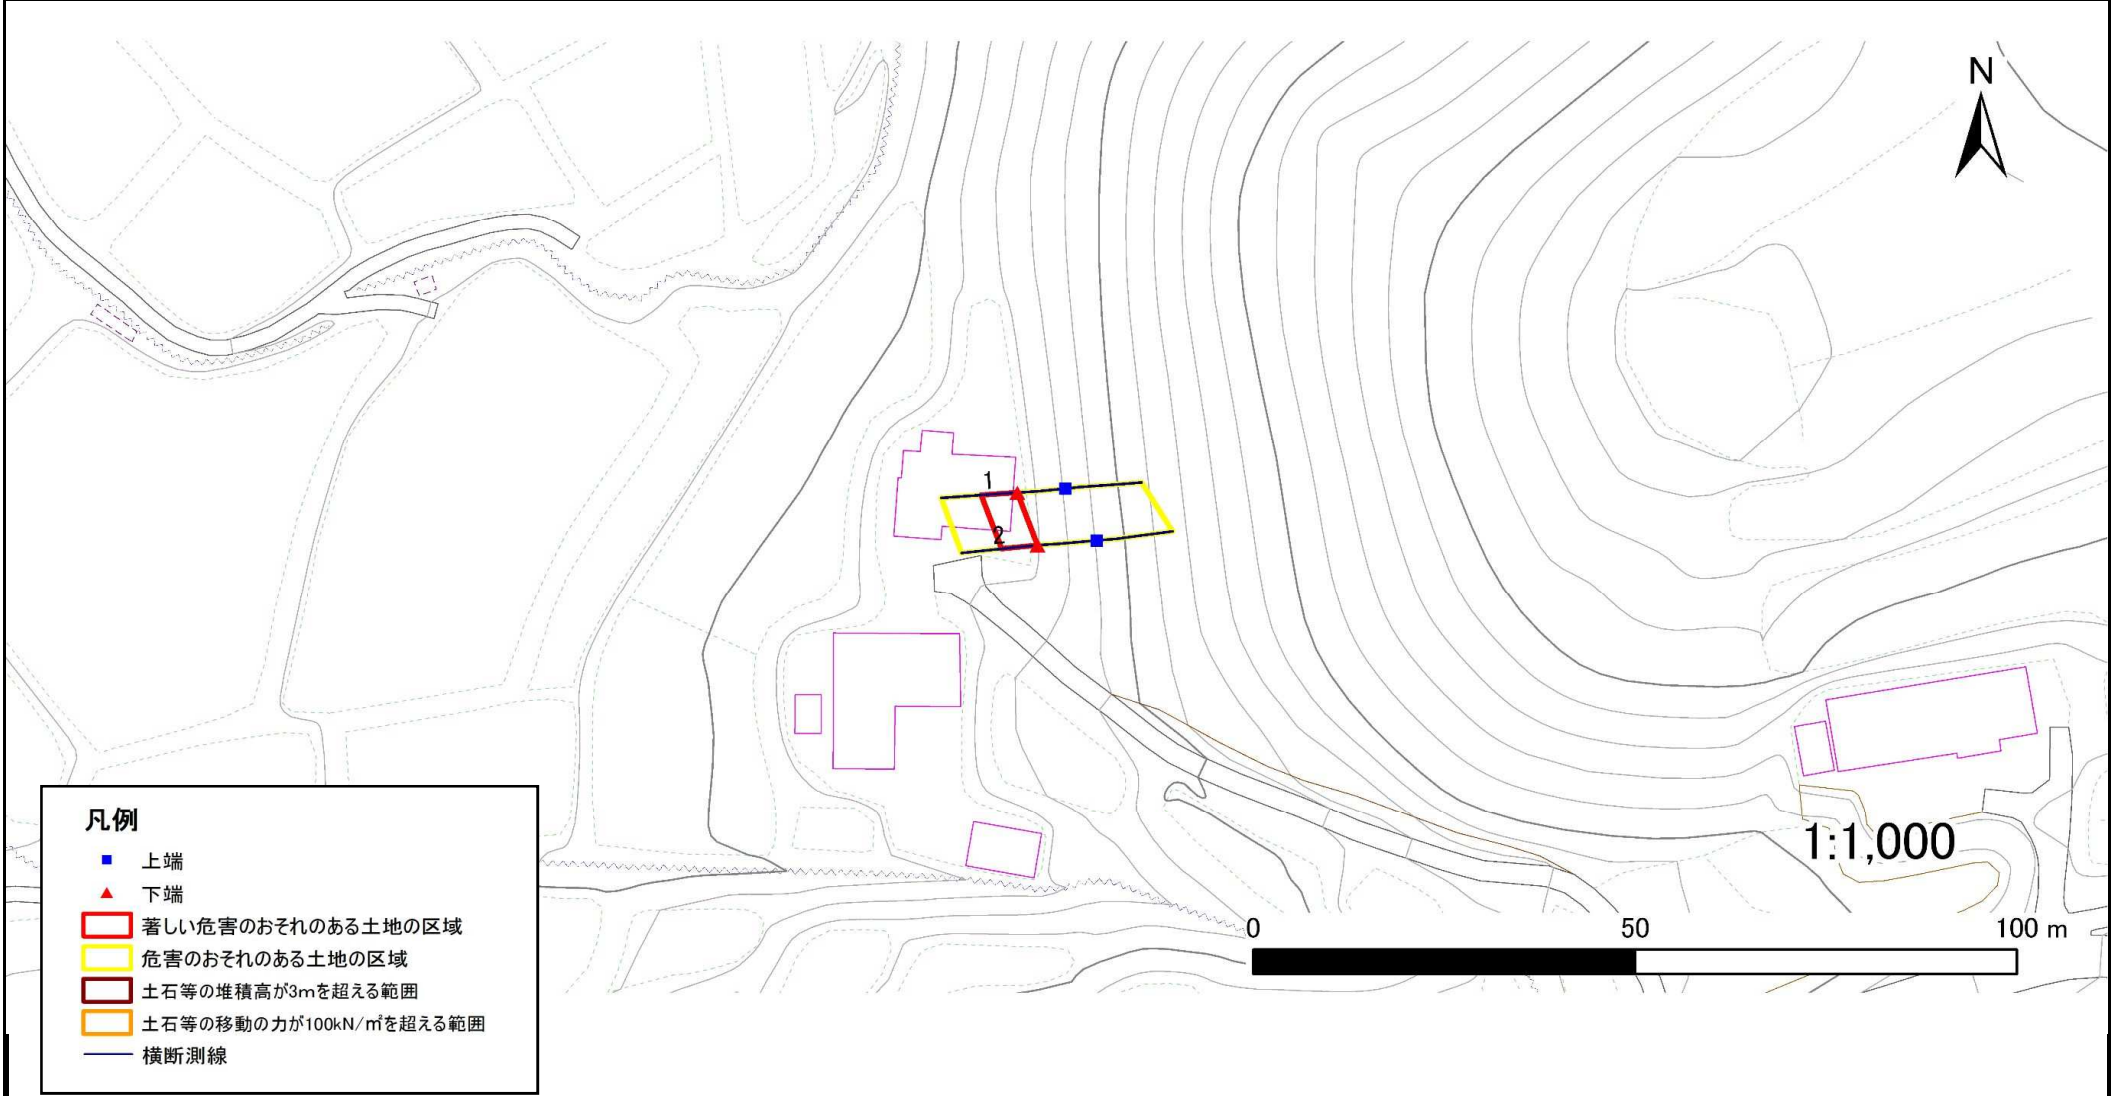 N
1
2
1:1,000
0 50 100 m
凡例
上端
下端
著しい危害のおそれのある土地の区域
危害のおそれのある土地の区域
土石等の堆積高が3mを超える範囲
土石等の移動の力が100kN/㎡を超える範囲
横断測線